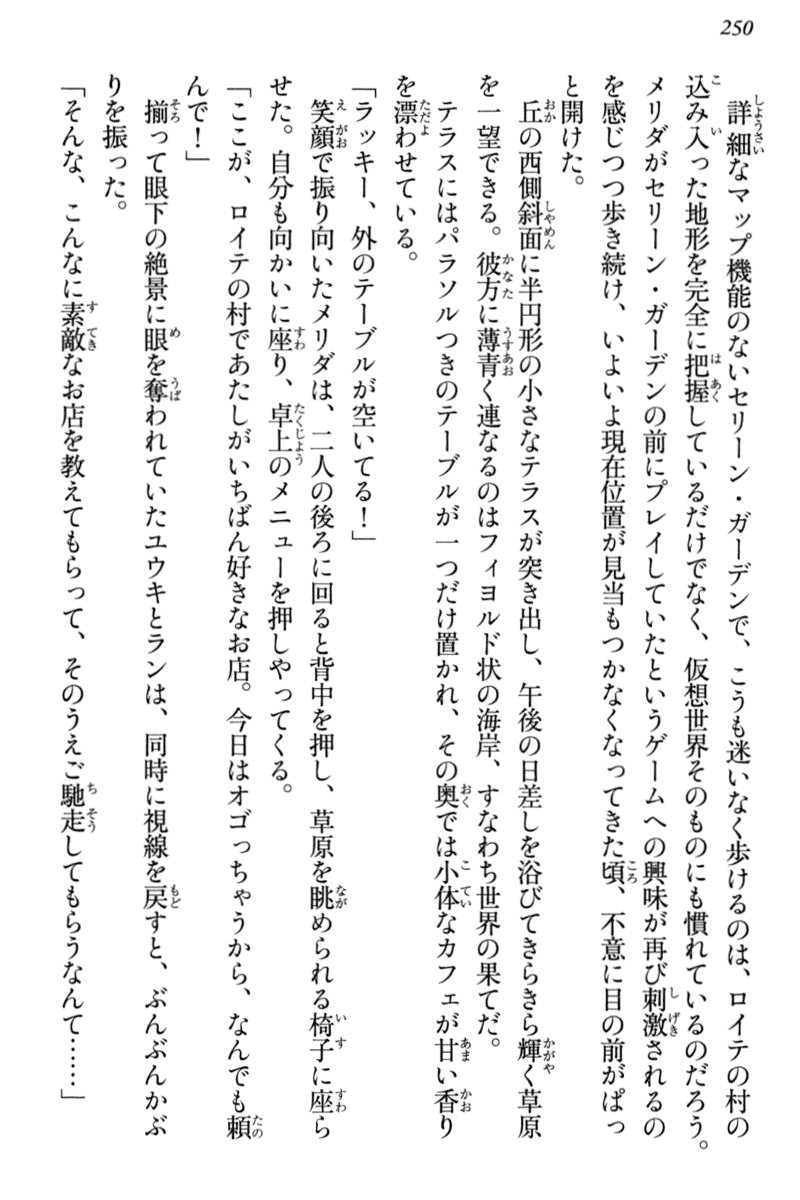 250
詳細なマップ機能のないセリーン・ガーデンで、こうも迷いなく歩けるのは、ロイテの村の
込み入った地形を完全に把握しているだけでなく、仮想世界そのものにも慣れているのだろう。
メリダがセリーン・ガーデンの前にプレイしていたというゲームへの興味が再び刺激されるの
を感じつつ歩き続け、いよいよ現在位置が見当もつかなくなってきた頃、不意に目の前がぱっ
と開けた。
丘の西側斜面に半円形の小さなテラスが突き出し、午後の日差しを浴びてきらきら輝く草原
を一望できる。彼方に薄青く連なるのはフィヨルド状の海岸、すなわち世界の果てだ。
テラスにはパラソルつきのテーブルが一つだけ置かれ、その奥では小体なカフェが甘い香り
を漂わせている。
「ラッキー、外のテーブルが空いてる！」
笑顔で振り向いたメリダは、二人の後ろに回ると背中を押し、草原を眺められる椅子に座ら
せた。自分も向かいに座り、卓上のメニューを押しやってくる。
「ここが、ロイテの村であたしがいちばん好きなお店。今日はオゴっちゃうから、なんでも頼
んで！」
揃って眼下の絶景に眼を奪われていたユウキとランは、同時に視線を戻すと、ぶんぶんかぶ
りを振った。
「そんな、こんなに素敵なお店を教えてもらって、そのうえご馳走してもらうなんて……」